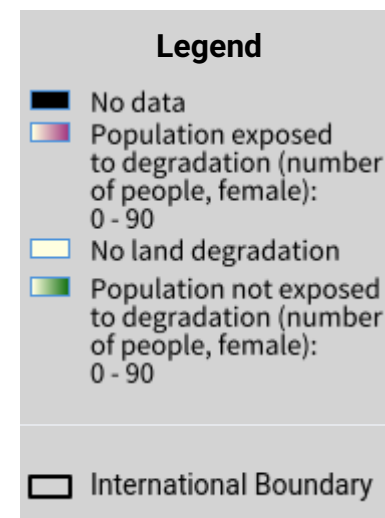 Legend
No data
Population exposed
to degradation (number
of people, female):
0 - 90
No land degradation
Population not exposed
to degradation (number
of people, female):
0 - 90
International Boundary